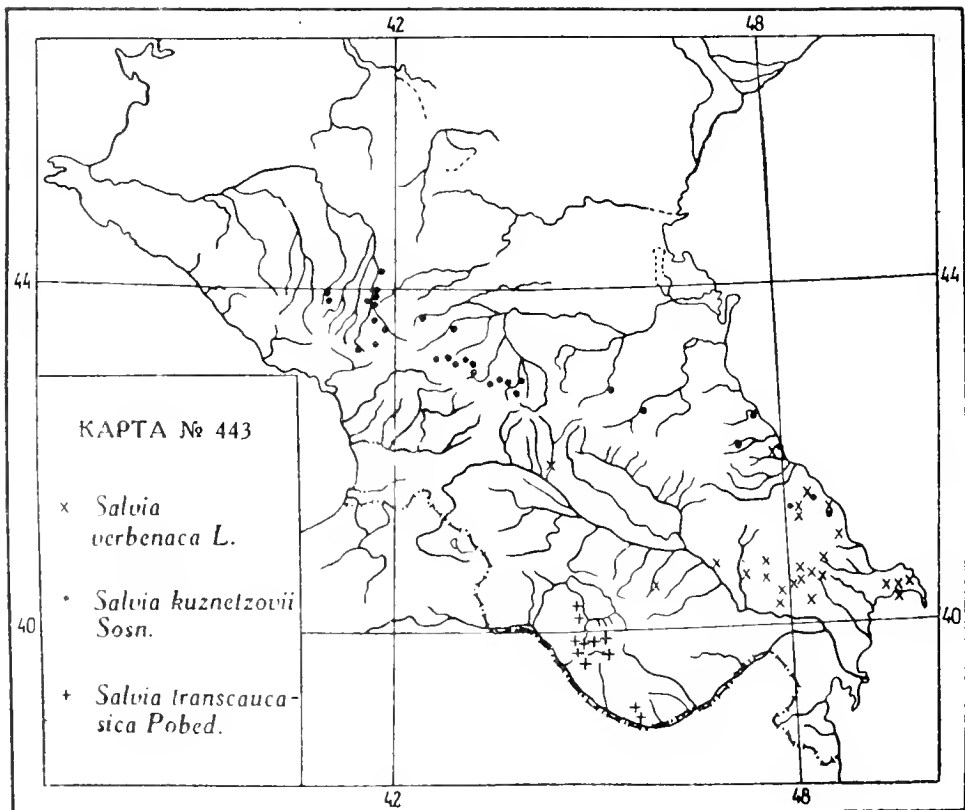 42
48
44
44
КАРТА № 443
× Salvia
verbenaca L.
• Salvia kuznetzovii
Sosn.
40
40
+ Salvia transcauca-
sica Pobed.
42
48